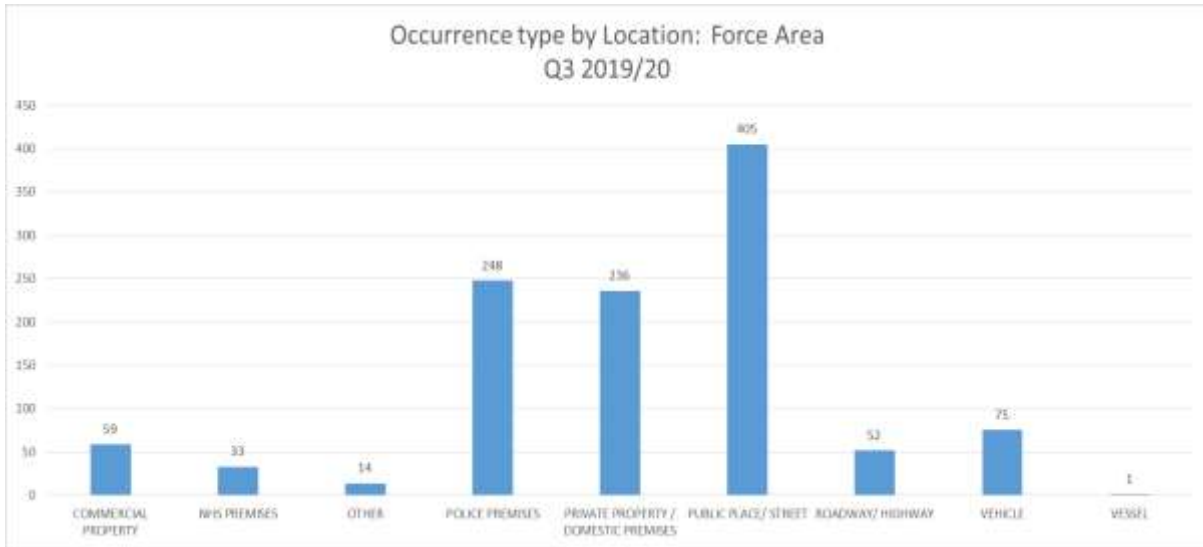 Occurrence type by Location: Force Area
Q3 2019/20
450
400
350
300
250
200
150
100
50
0
59
33
14
248
236
405
52
75
1
COMMERCIAL
PROPERTY
NHS PREMISES
OTHER
POLICE PREMISES
PRIVATE PROPERTY /
DOMESTIC PREMISES
PUBLIC PLACE/ STREET
ROADWAY/ HIGHWAY
VEHICLE
VESSEL